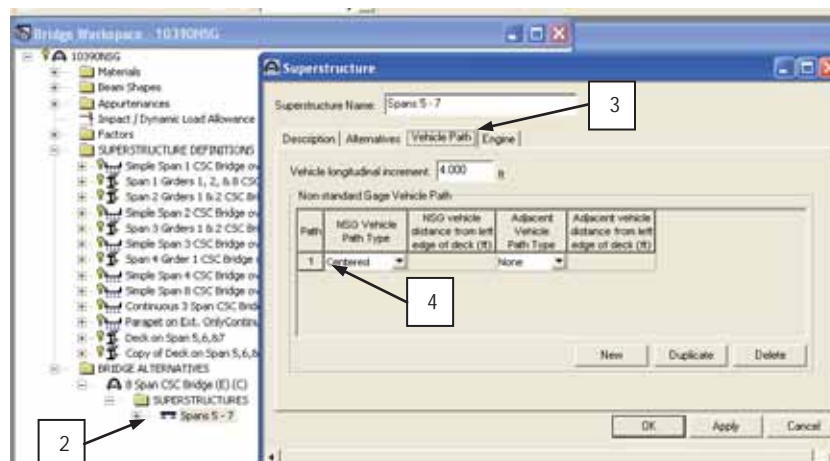 Bridge Workspace - 10390NSG
10390NSG
Materials
Beam Shapes
Appurtenances
Impact / Dynamic Load Allowance
Factors
SUPERSTRUCTURE DEFINITIONS
Simple Span 1 CSC Bridge ov
Span 1 Girders 1, 2, & 8 CSC
Span 2 Girders 1 & 2 CSC Br
Simple Span 2 CSC Bridge ov
Span 3 Girders 1 & 2 CSC Br
Simple Span 3 CSC Bridge ov
Span 4 Girder 1 CSC Bridge
Simple Span 4 CSC Bridge ov
Simple Span 8 CSC Bridge ov
Continuous 3 Span CSC Brid
Parapet on Ext. OnlyContinu
Deck on Span 5,6,&7
Copy of Deck on Span 5,6,&
BRIDGE ALTERNATIVES
8 Span CSC Bridge (E) (C)
SUPERSTRUCTURES
Spans 5 - 7
2
Superstructure
Superstructure Name: Spans 5 - 7
3
Description Alternatives Vehicle Path Engine
Vehicle longitudinal increment: 4.000 ft
Non-standard Gage Vehicle Path
Path
NSG Vehicle Path Type
NSG vehicle distance from left edge of deck (ft)
Adjacent Vehicle Path Type
Adjacent vehicle distance from left edge of deck (ft)
1 Centered None
4
New Duplicate Delete
OK Apply Cancel